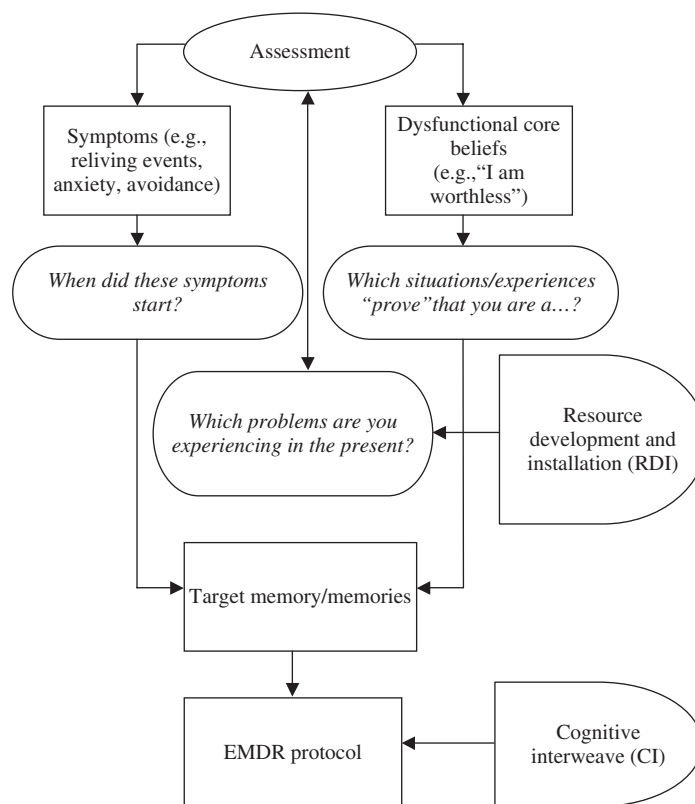 Assessment
Symptoms (e.g.,
reliving events,
anxiety, avoidance)
Dysfunctional core
beliefs
(e.g.,“I am
worthless”)
When did these symptoms
start?
Which situations/experiences
“prove”that you are a…?
Which problems are you
experiencing in the present?
Resource
development and
installation (RDI)
Target memory/memories
EMDR protocol
Cognitive
interweave (CI)